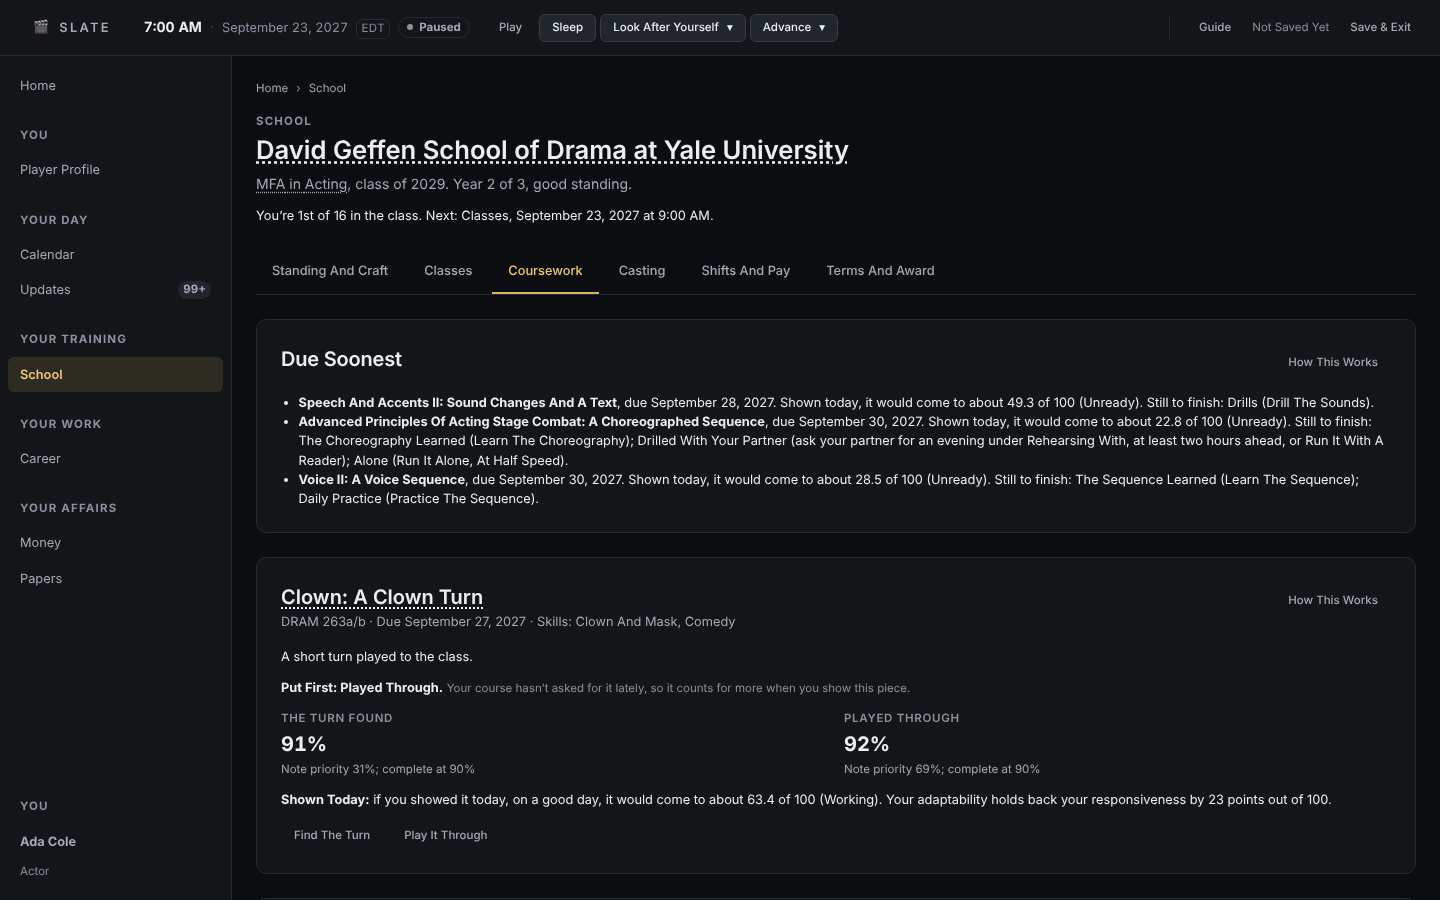 SLATE
7:00 AM · September 23, 2027 EDT Paused
Play
Sleep
Look After Yourself ▾
Advance ▾
Guide
Not Saved Yet
Save & Exit
Home
YOU
Player Profile
YOUR DAY
Calendar
Updates 99+
YOUR TRAINING
School
YOUR WORK
Career
YOUR AFFAIRS
Money
Papers
YOU
Ada Cole
Actor
Home › School
SCHOOL
David Geffen School of Drama at Yale University
MFA in Acting, class of 2029. Year 2 of 3, good standing.
You're 1st of 16 in the class. Next: Classes, September 23, 2027 at 9:00 AM.
Standing And Craft
Classes
Coursework
Casting
Shifts And Pay
Terms And Award
Due Soonest
How This Works
• Speech And Accents II: Sound Changes And A Text, due September 28, 2027. Shown today, it would come to about 49.3 of 100 (Unready). Still to finish: Drills (Drill The Sounds).
• Advanced Principles Of Acting Stage Combat: A Choreographed Sequence, due September 30, 2027. Shown today, it would come to about 22.8 of 100 (Unready). Still to finish:
The Choreography Learned (Learn The Choreography); Drilled With Your Partner (ask your partner for an evening under Rehearsing With, at least two hours ahead, or Run It With A
Reader); Alone (Run It Alone, At Half Speed).
• Voice II: A Voice Sequence, due September 30, 2027. Shown today, it would come to about 28.5 of 100 (Unready). Still to finish: The Sequence Learned (Learn The Sequence);
Daily Practice (Practice The Sequence).
Clown: A Clown Turn
How This Works
DRAM 263a/b · Due September 27, 2027 · Skills: Clown And Mask, Comedy
A short turn played to the class.
Put First: Played Through. Your course hasn't asked for it lately, so it counts for more when you show this piece.
THE TURN FOUND
91%
Note priority 31%; complete at 90%
PLAYED THROUGH
92%
Note priority 69%; complete at 90%
Shown Today: if you showed it today, on a good day, it would come to about 63.4 of 100 (Working). Your adaptability holds back your responsiveness by 23 points out of 100.
Find The Turn
Play It Through